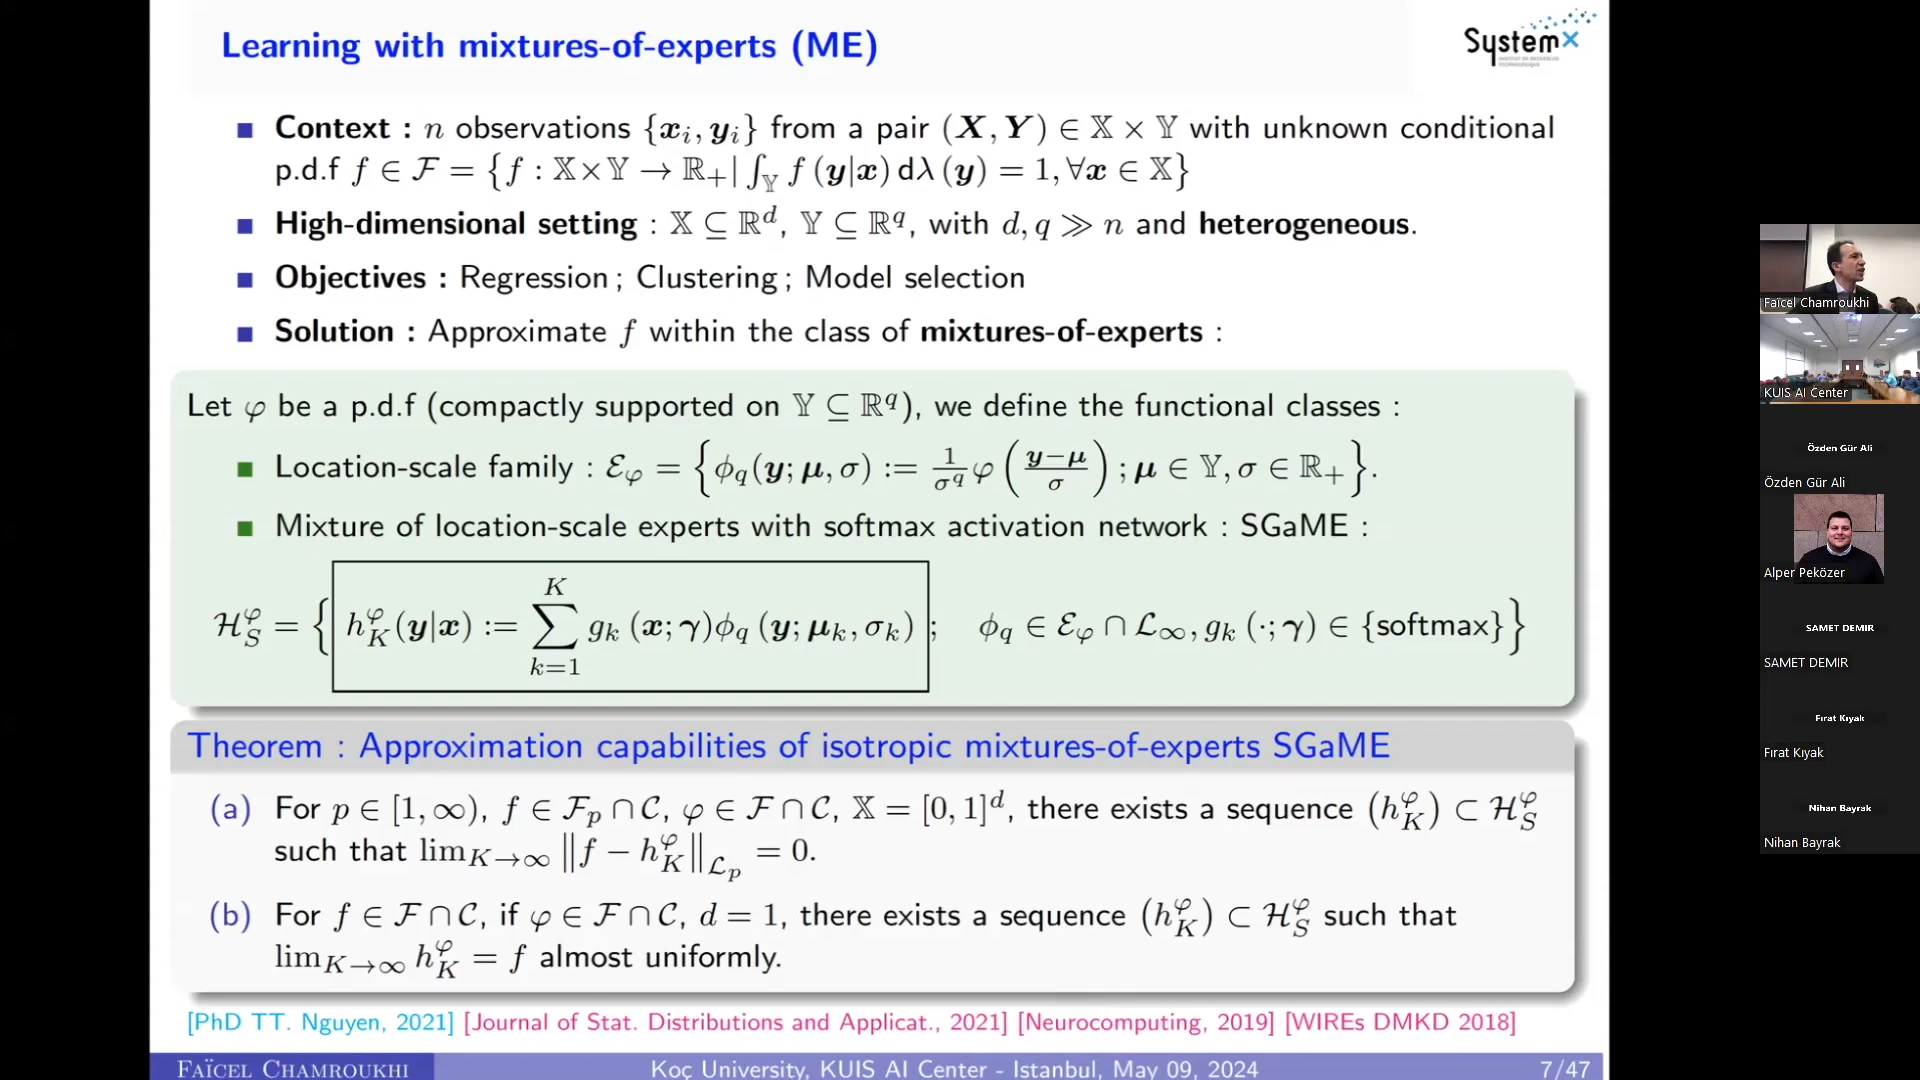 Learning with mixtures-of-experts (ME)
SystemX
INSTITUT DE RECHERCHE
TECHNOLOGIQUE
Context : n observations {x_i, y_i} from a pair (X, Y) ∈ 𝕏 × 𝕐 with unknown conditional
p.d.f f ∈ ℱ = {f : 𝕏×𝕐 → ℝ₊| ∫_𝕐 f (y|x) dλ (y) = 1, ∀x ∈ 𝕏}
High-dimensional setting : 𝕏 ⊆ ℝ^d, 𝕐 ⊆ ℝ^q, with d, q ≫ n and heterogeneous.
Objectives : Regression ; Clustering ; Model selection
Solution : Approximate f within the class of mixtures-of-experts :
Let φ be a p.d.f (compactly supported on 𝕐 ⊆ ℝ^q), we define the functional classes :
Location-scale family : ℰ_φ = {ϕ_q(y; μ, σ) := 1/σ^q φ ((y−μ)/σ) ; μ ∈ 𝕐, σ ∈ ℝ₊}.
Mixture of location-scale experts with softmax activation network : SGaME :
ℋ_S^φ = { h_K^φ(y|x) := ∑_{k=1}^K g_k (x; γ)ϕ_q (y; μ_k, σ_k) ; ϕ_q ∈ ℰ_φ ∩ ℒ_∞, g_k (·; γ) ∈ {softmax} }
Theorem : Approximation capabilities of isotropic mixtures-of-experts SGaME
(a) For p ∈ [1, ∞), f ∈ ℱ_p ∩ 𝒞, φ ∈ ℱ ∩ 𝒞, 𝕏 = [0, 1]^d, there exists a sequence (h_K^φ) ⊂ ℋ_S^φ
such that lim_{K→∞} ‖f − h_K^φ‖_{ℒ_p} = 0.
(b) For f ∈ ℱ ∩ 𝒞, if φ ∈ ℱ ∩ 𝒞, d = 1, there exists a sequence (h_K^φ) ⊂ ℋ_S^φ such that
lim_{K→∞} h_K^φ = f almost uniformly.
[PhD TT. Nguyen, 2021] [Journal of Stat. Distributions and Applicat., 2021] [Neurocomputing, 2019] [WIREs DMKD 2018]
FAÏCEL CHAMROUKHI
Koç University, KUIS AI Center - Istanbul, May 09, 2024
7/47
Faïcel Chamroukhi
KUIS AI Center
Özden Gür Ali
Özden Gür Ali
Alper Peközer
SAMET DEMIR
SAMET DEMIR
Fırat Kıyak
Fırat Kıyak
Nihan Bayrak
Nihan Bayrak